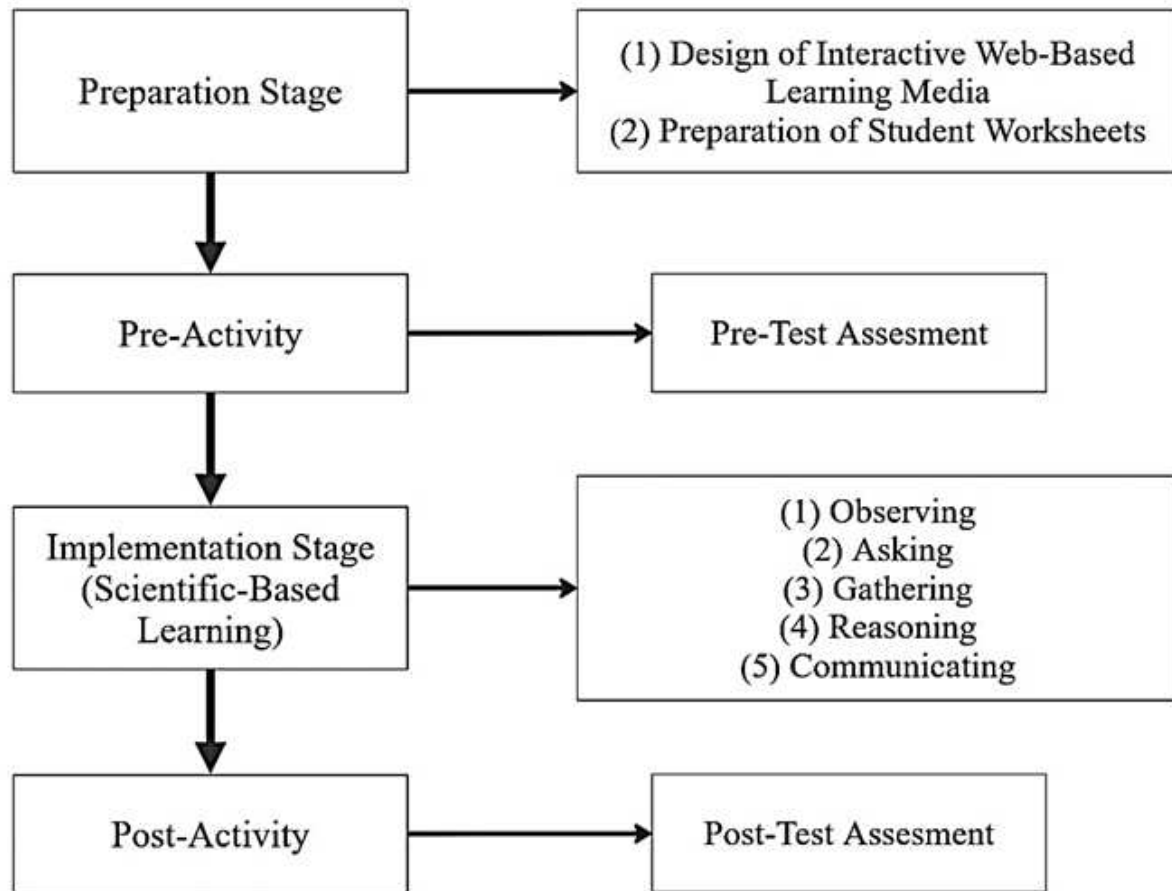 Preparation Stage
(1) Design of Interactive Web-Based
Learning Media
(2) Preparation of Student Worksheets
Pre-Activity
Pre-Test Assesment
Implementation Stage
(Scientific-Based
Learning)
(1) Observing
(2) Asking
(3) Gathering
(4) Reasoning
(5) Communicating
Post-Activity
Post-Test Assesment